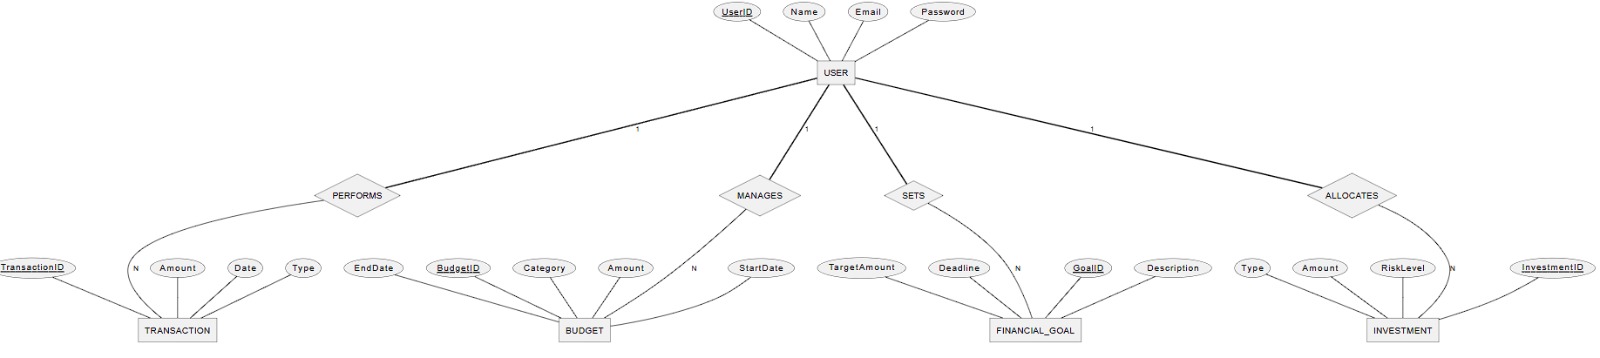 UserID
Name
Email
Password
USER
1
1
1
1
PERFORMS
MANAGES
SETS
ALLOCATES
TransactionID
N
Amount
Date
Type
EndDate
BudgetID
Category
Amount
N
StartDate
TargetAmount
Deadline
N
GoalID
Description
Type
Amount
RiskLevel
N
InvestmentID
TRANSACTION
BUDGET
FINANCIAL_GOAL
INVESTMENT